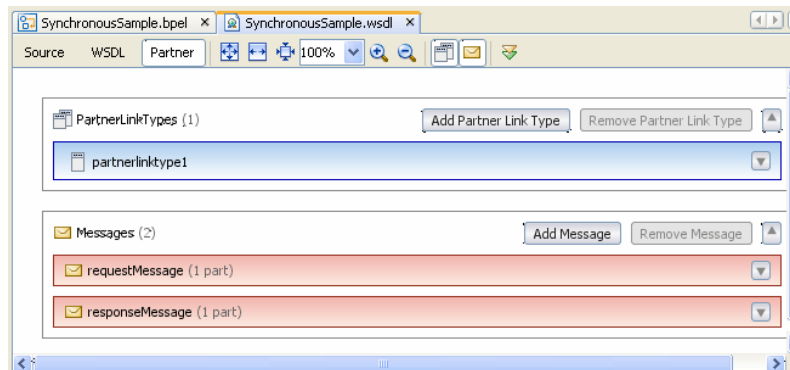 SynchronousSample.bpel × SynchronousSample.wsdl ×
Source WSDL Partner 100%
PartnerLinkTypes (1) Add Partner Link Type Remove Partner Link Type
partnerlinktype1
Messages (2) Add Message Remove Message
requestMessage (1 part)
responseMessage (1 part)